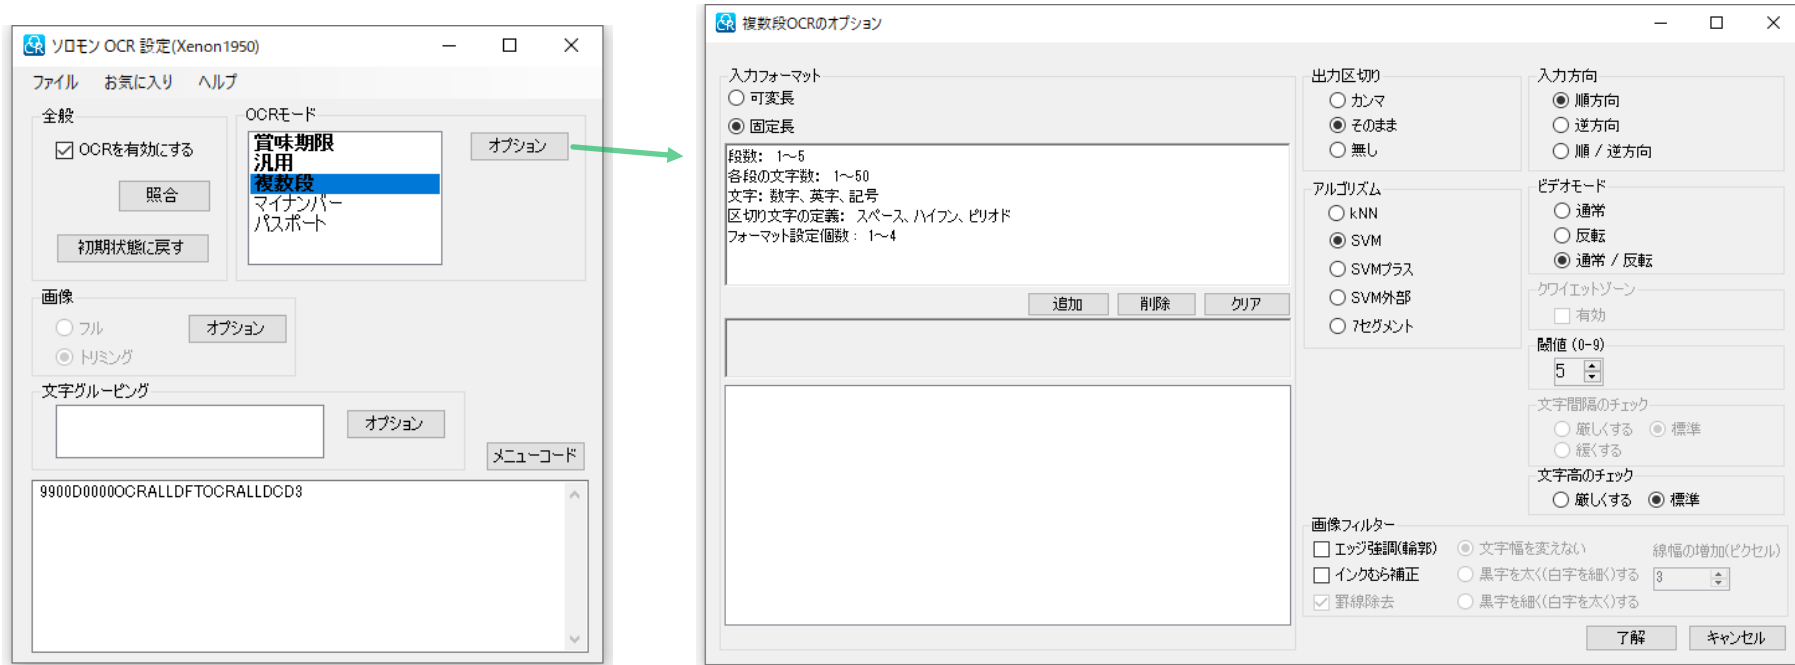 ソロモン OCR 設定(Xenon1950)
ファイル お気に入り ヘルプ
全般
OCRを有効にする
照合
初期状態に戻す
OCRモード
賞味期限
汎用
複数段
マイナンバー
パスポート
オプション
画像
フル
トリミング
オプション
文字グルーピング
オプション
メニューコード
9900D0000OCRALLDFTOCRALLDCD3
複数段OCRのオプション
入力フォーマット
可変長
固定長
段数: 1～5
各段の文字数: 1～50
文字: 数字、英字、記号
区切り文字の定義: スペース、ハイフン、ピリオド
フォーマット設定個数: 1～4
追加 削除 クリア
出力区切り
カンマ
そのまま
無し
アルゴリズム
kNN
SVM
SVMプラス
SVM外部
7セグメント
入力方向
順方向
逆方向
順 / 逆方向
ビデオモード
通常
反転
通常 / 反転
クワイエットゾーン
有効
閾値 (0-9)
5
文字間隔のチェック
厳しくする 標準
緩くする
文字高のチェック
厳しくする 標準
画像フィルター
エッジ強調(輪郭) 文字幅を変えない 線幅の増加(ピクセル)
インクむら補正 黒字を太く(白字を細く)する 3
罫線除去 黒字を細く(白字を太く)する
了解 キャンセル